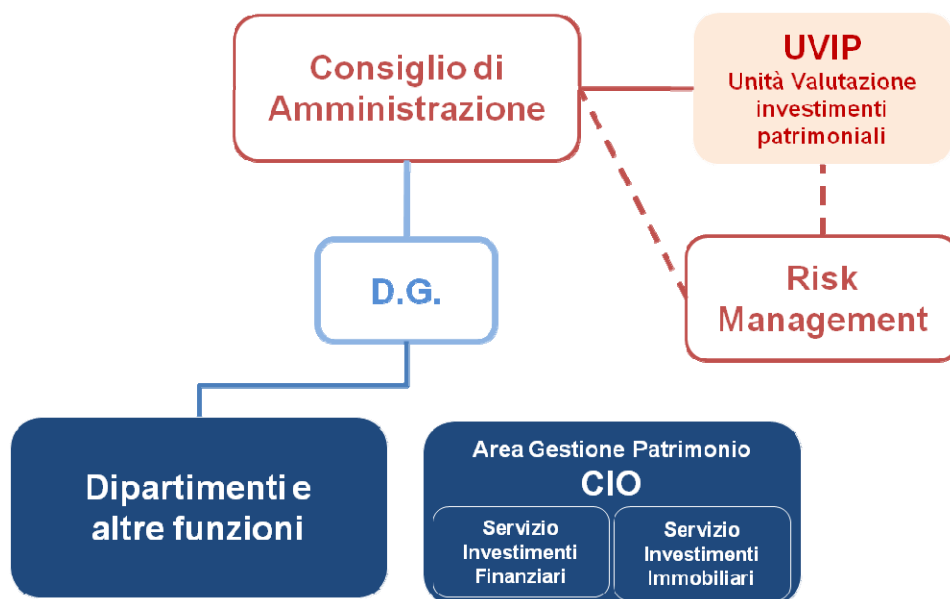 Consiglio di
Amministrazione
UVIP
Unità Valutazione
investimenti
patrimoniali
D.G.
Risk
Management
Dipartimenti e
altre funzioni
Area Gestione Patrimonio
CIO
Servizio
Investimenti
Finanziari
Servizio
Investimenti
Immobiliari